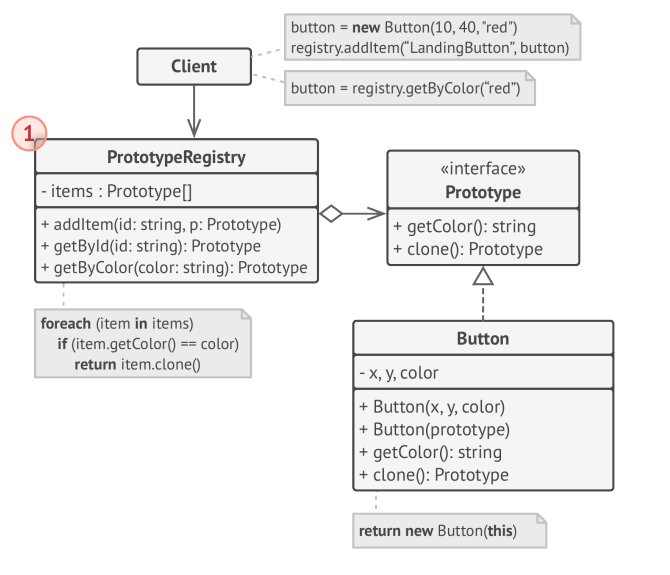 button = new Button(10, 40, "red")
registry.addItem(“LandingButton”, button)
Client
button = registry.getByColor(“red”)
1
PrototypeRegistry
- items : Prototype[]
+ addItem(id: string, p: Prototype)
+ getById(id: string): Prototype
+ getByColor(color: string): Prototype
foreach (item in items)
if (item.getColor() == color)
return item.clone()
«interface»
Prototype
+ getColor(): string
+ clone(): Prototype
Button
- x, y, color
+ Button(x, y, color)
+ Button(prototype)
+ getColor(): string
+ clone(): Prototype
return new Button(this)